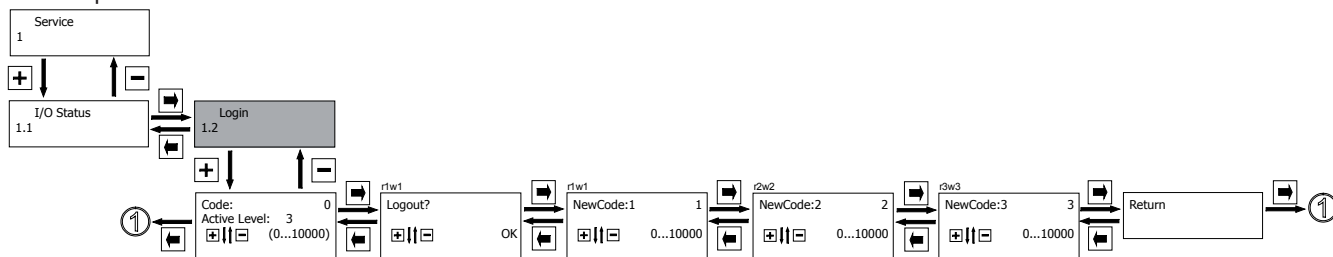 Service
1
I/O Status
1.1
Login
1.2
Code: 0
Active Level: 3
(0...10000)
r1w1
Logout?
OK
r1w1
NewCode:1 1
0...10000
r2w2
NewCode:2 2
0...10000
r3w3
NewCode:3 3
0...10000
Return
1
1